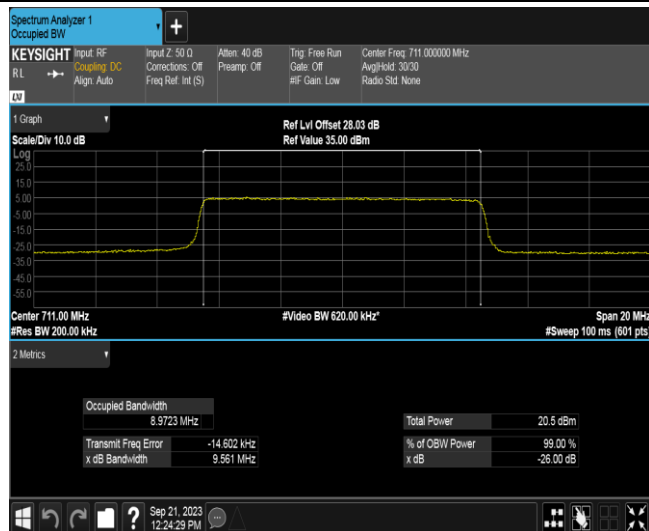 Spectrum Analyzer 1
Occupied BW
+
KEYSIGHT
RL
LXI
Input: RF
Coupling: DC
Align: Auto
Input Z: 50 Ω
Corrections: Off
Freq Ref: Int (S)
Atten: 40 dB
Preamp: Off
Trig: Free Run
Gate: Off
#IF Gain: Low
Center Freq: 711.000000 MHz
Avg|Hold: 30/30
Radio Std: None
1 Graph
Scale/Div 10.0 dB
Ref Lvl Offset 28.03 dB
Ref Value 35.00 dBm
Log
25.0
15.0
5.00
-5.00
-15.0
-25.0
-35.0
-45.0
-55.0
Center 711.00 MHz
#Res BW 200.00 kHz
#Video BW 620.00 kHz*
Span 20 MHz
#Sweep 100 ms (601 pts)
2 Metrics
Occupied Bandwidth
8.9723 MHz
Transmit Freq Error -14.602 kHz
x dB Bandwidth 9.561 MHz
Total Power 20.5 dBm
% of OBW Power 99.00 %
x dB -26.00 dB
?
Sep 21, 2023
12:24:29 PM